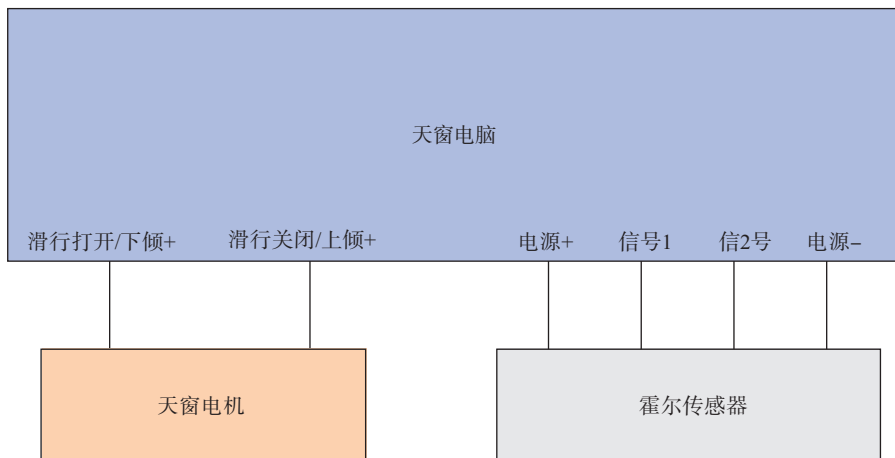 天窗电脑
滑行打开/下倾+ 滑行关闭/上倾+ 电源+ 信号1 信2号 电源–
天窗电机 霍尔传感器